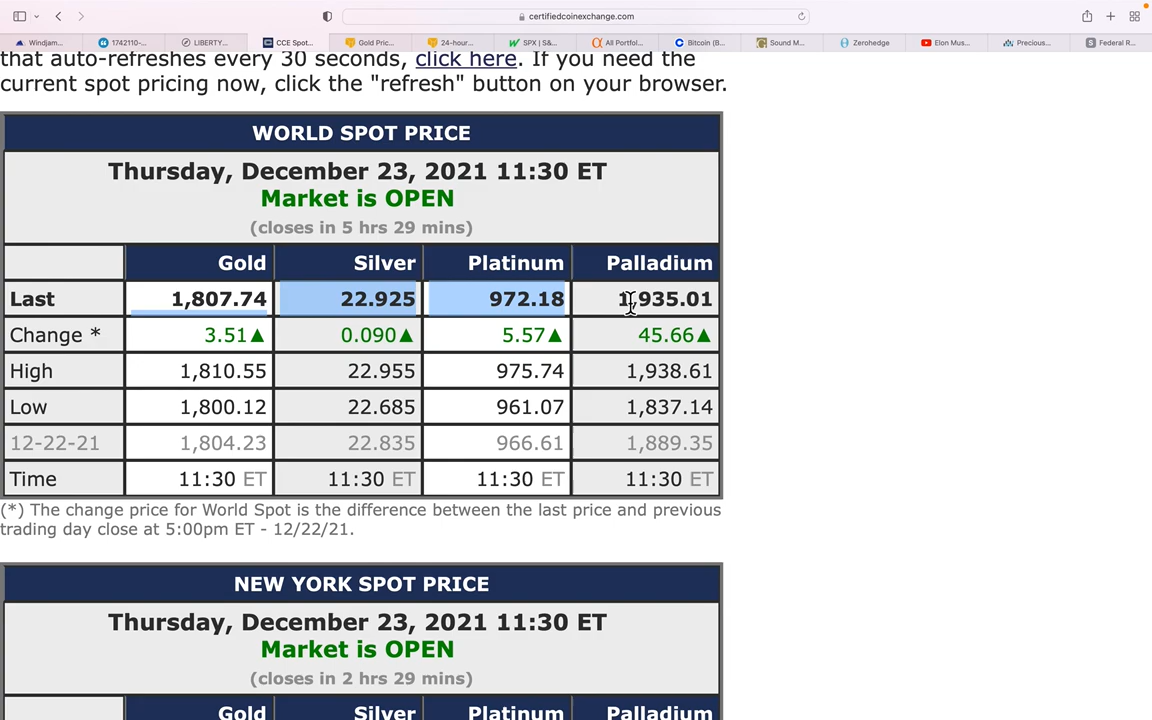 certifiedcoinexchange.com
Windjam...
1742110-...
LIBERTY...
CCE Spot...
Gold Pric...
24-hour...
SPX | S&...
All Portfol...
Bitcoin (B...
Sound M...
Zerohedge
Elon Mus...
Precious...
Federal R...
that auto-refreshes every 30 seconds, click here. If you need the
current spot pricing now, click the "refresh" button on your browser.
WORLD SPOT PRICE
Thursday, December 23, 2021 11:30 ET
Market is OPEN
(closes in 5 hrs 29 mins)
Gold Silver Platinum Palladium
Last 1,807.74 22.925 972.18 1,935.01
Change * 3.51▲ 0.090▲ 5.57▲ 45.66▲
High 1,810.55 22.955 975.74 1,938.61
Low 1,800.12 22.685 961.07 1,837.14
12-22-21 1,804.23 22.835 966.61 1,889.35
Time 11:30 ET 11:30 ET 11:30 ET 11:30 ET
(*) The change price for World Spot is the difference between the last price and previous
trading day close at 5:00pm ET - 12/22/21.
NEW YORK SPOT PRICE
Thursday, December 23, 2021 11:30 ET
Market is OPEN
(closes in 2 hrs 29 mins)
Gold Silver Platinum Palladium